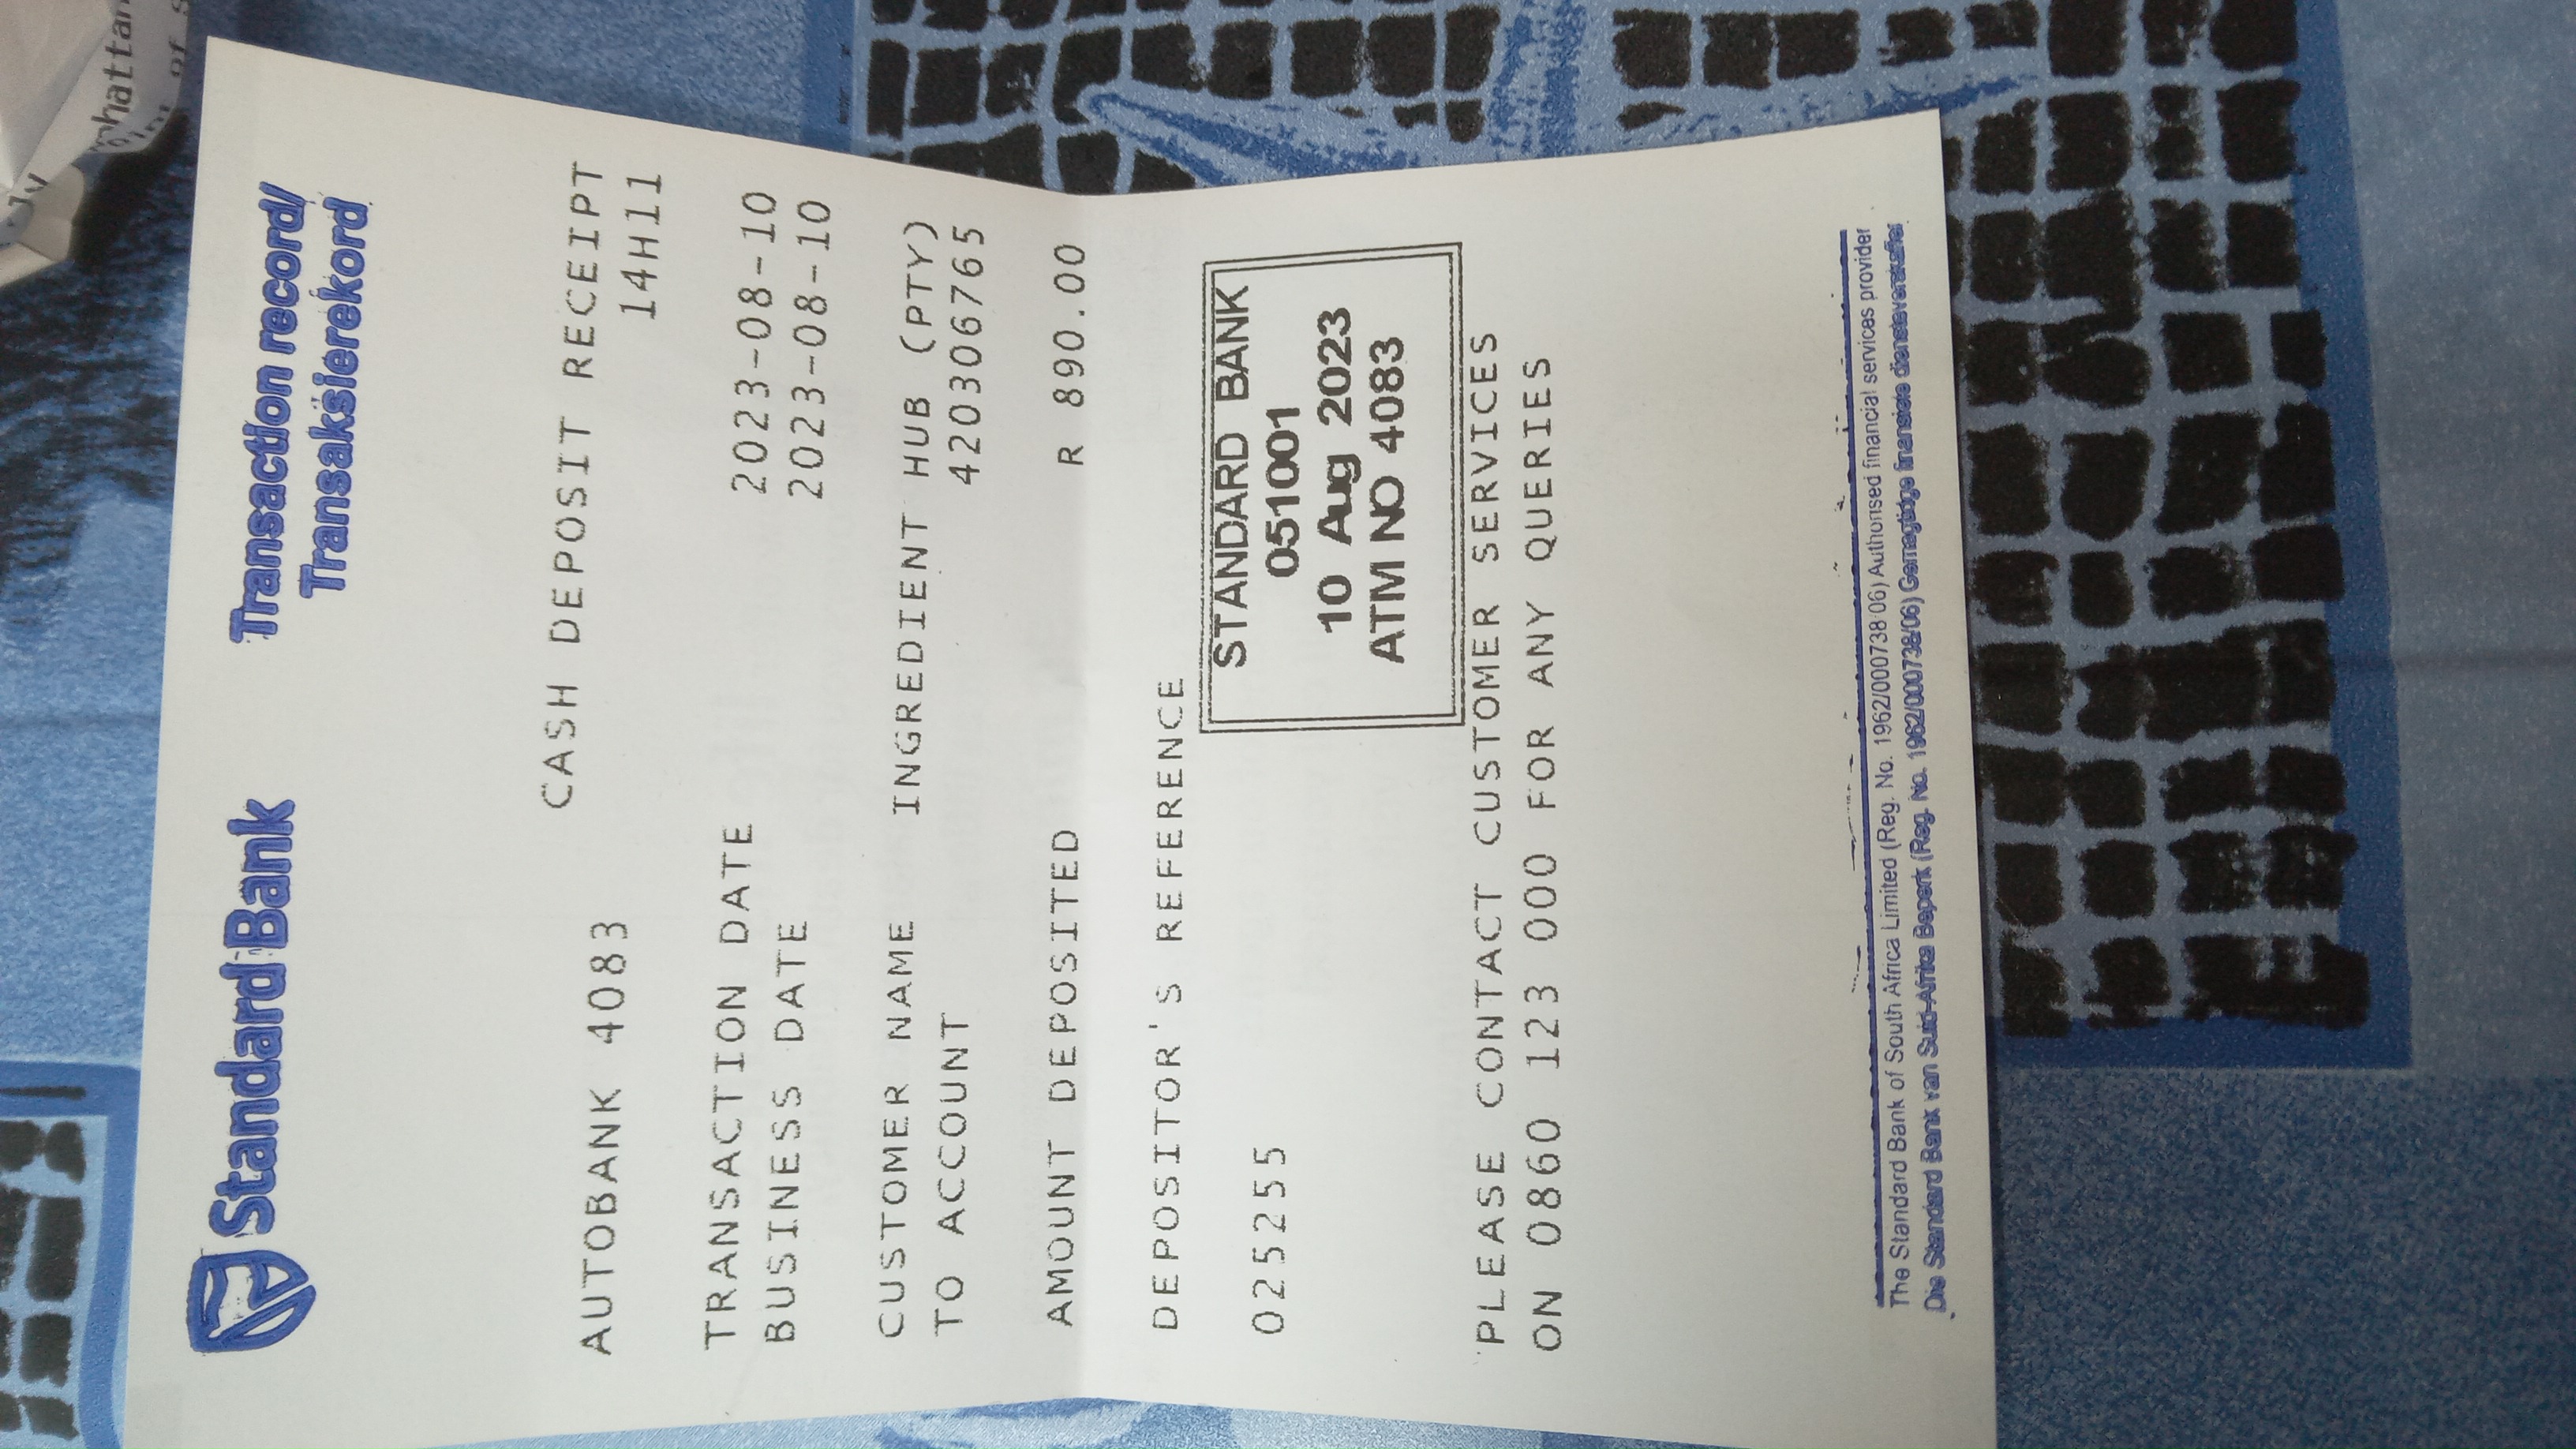 Standard Bank
Transaction record/
Transaksierekord
CASH DEPOSIT RECEIPT
AUTOBANK 4083 14H11
TRANSACTION DATE 2023-08-10
BUSINESS DATE 2023-08-10
CUSTOMER NAME INGREDIENT HUB (PTY)
TO ACCOUNT 420306765
AMOUNT DEPOSITED R 890.00
DEPOSITOR'S REFERENCE
025255
STANDARD BANK
051001
10 Aug 2023
ATM NO 4083
PLEASE CONTACT CUSTOMER SERVICES
ON 0860 123 000 FOR ANY QUERIES
The Standard Bank of South Africa Limited (Reg. No. 1962/000738/06) Authorised financial services provider
Die Standard Bank van Suid-Afrika Beperk (Reg. No. 1962/000738/06) Gemagtigde finansiële diensteverskaffer